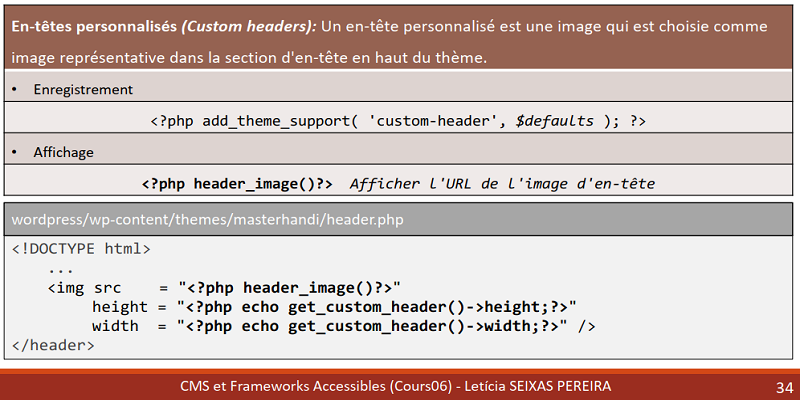 En-têtes personnalisés (Custom headers): Un en-tête personnalisé est une image qui est choisie comme
image représentative dans la section d'en-tête en haut du thème.
• Enregistrement
<?php add_theme_support( 'custom-header', $defaults ); ?>
• Affichage
<?php header_image()?> Afficher l'URL de l'image d'en-tête
wordpress/wp-content/themes/masterhandi/header.php
<!DOCTYPE html>
...
<img src = "<?php header_image()?>"
height = "<?php echo get_custom_header()->height;?>"
width = "<?php echo get_custom_header()->width;?>" />
</header>
CMS et Frameworks Accessibles (Cours06) - Letícia SEIXAS PEREIRA
34